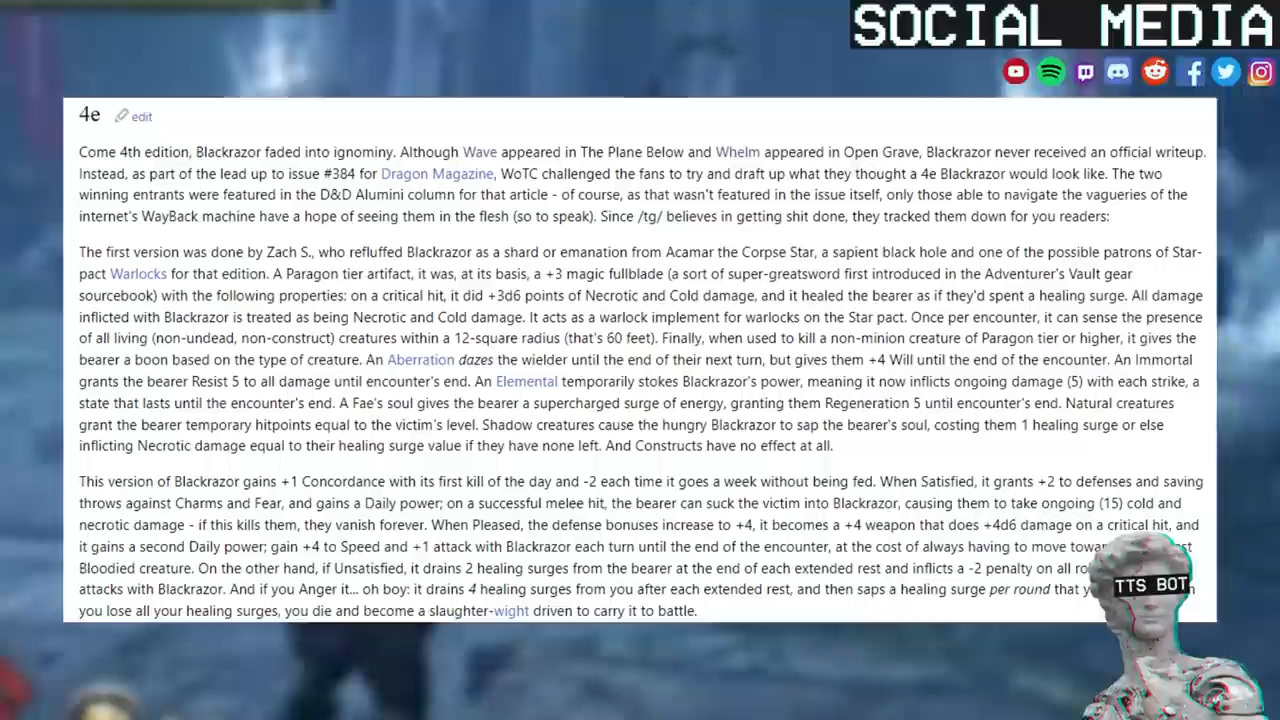 SOCIAL MEDIA
4e edit
Come 4th edition, Blackrazor faded into ignominy. Although Wave appeared in The Plane Below and Whelm appeared in Open Grave, Blackrazor never received an official writeup.
Instead, as part of the lead up to issue #384 for Dragon Magazine, WoTC challenged the fans to try and draft up what they thought a 4e Blackrazor would look like. The two
winning entrants were featured in the D&D Alumini column for that article - of course, as that wasn't featured in the issue itself, only those able to navigate the vagueries of the
internet's WayBack machine have a hope of seeing them in the flesh (so to speak). Since /tg/ believes in getting shit done, they tracked them down for you readers:
The first version was done by Zach S., who refluffed Blackrazor as a shard or emanation from Acamar the Corpse Star, a sapient black hole and one of the possible patrons of Star-
pact Warlocks for that edition. A Paragon tier artifact, it was, at its basis, a +3 magic fullblade (a sort of super-greatsword first introduced in the Adventurer's Vault gear
sourcebook) with the following properties: on a critical hit, it did +3d6 points of Necrotic and Cold damage, and it healed the bearer as if they'd spent a healing surge. All damage
inflicted with Blackrazor is treated as being Necrotic and Cold damage. It acts as a warlock implement for warlocks on the Star pact. Once per encounter, it can sense the presence
of all living (non-undead, non-construct) creatures within a 12-square radius (that's 60 feet). Finally, when used to kill a non-minion creature of Paragon tier or higher, it gives the
bearer a boon based on the type of creature. An Aberration dazes the wielder until the end of their next turn, but gives them +4 Will until the end of the encounter. An Immortal
grants the bearer Resist 5 to all damage until encounter's end. An Elemental temporarily stokes Blackrazor's power, meaning it now inflicts ongoing damage (5) with each strike, a
state that lasts until the encounter's end. A Fae's soul gives the bearer a supercharged surge of energy, granting them Regeneration 5 until encounter's end. Natural creatures
grant the bearer temporary hitpoints equal to the victim's level. Shadow creatures cause the hungry Blackrazor to sap the bearer's soul, costing them 1 healing surge or else
inflicting Necrotic damage equal to their healing surge value if they have none left. And Constructs have no effect at all.
This version of Blackrazor gains +1 Concordance with its first kill of the day and -2 each time it goes a week without being fed. When Satisfied, it grants +2 to defenses and saving
throws against Charms and Fear, and gains a Daily power; on a successful melee hit, the bearer can suck the victim into Blackrazor, causing them to take ongoing (15) cold and
necrotic damage - if this kills them, they vanish forever. When Pleased, the defense bonuses increase to +4, it becomes a +4 weapon that does +4d6 damage on a critical hit, and
it gains a second Daily power; gain +4 to Speed and +1 attack with Blackrazor each turn until the end of the encounter, at the cost of always having to move
Bloodied creature. On the other hand, if Unsatisfied, it drains 2 healing surges from the bearer at the end of each extended rest and inflicts a -2 penalty on all
attacks with Blackrazor. And if you Anger it... oh boy: it drains 4 healing surges from you after each extended rest, and then saps a healing surge per round that
you lose all your healing surges, you die and become a slaughter-wight driven to carry it to battle.
TTS BOT